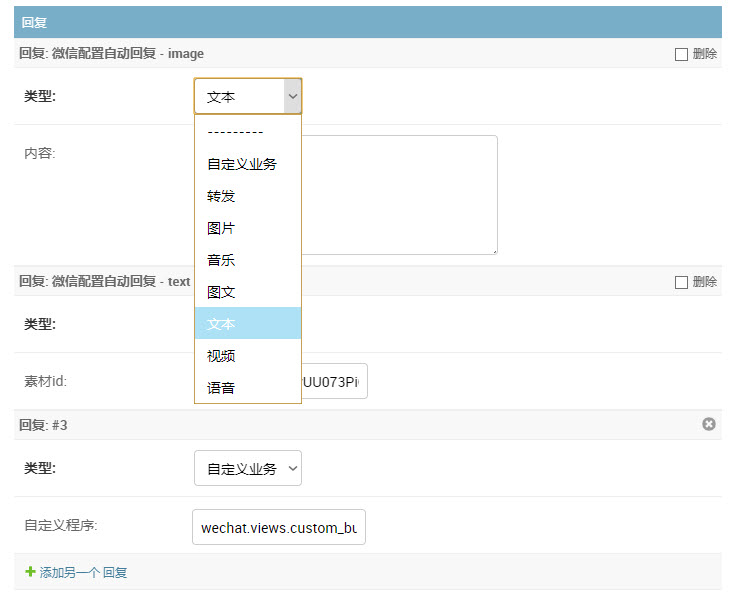 回复
回复: 微信配置自动回复 - image
删除
类型:
文本
---------
自定义业务
转发
图片
音乐
图文
文本
视频
语音
内容:
回复: 微信配置自动回复 - text
删除
类型:
素材id:
UU073Pi
回复: #3
类型:
自定义业务
自定义程序:
wechat.views.custom_bu
添加另一个 回复